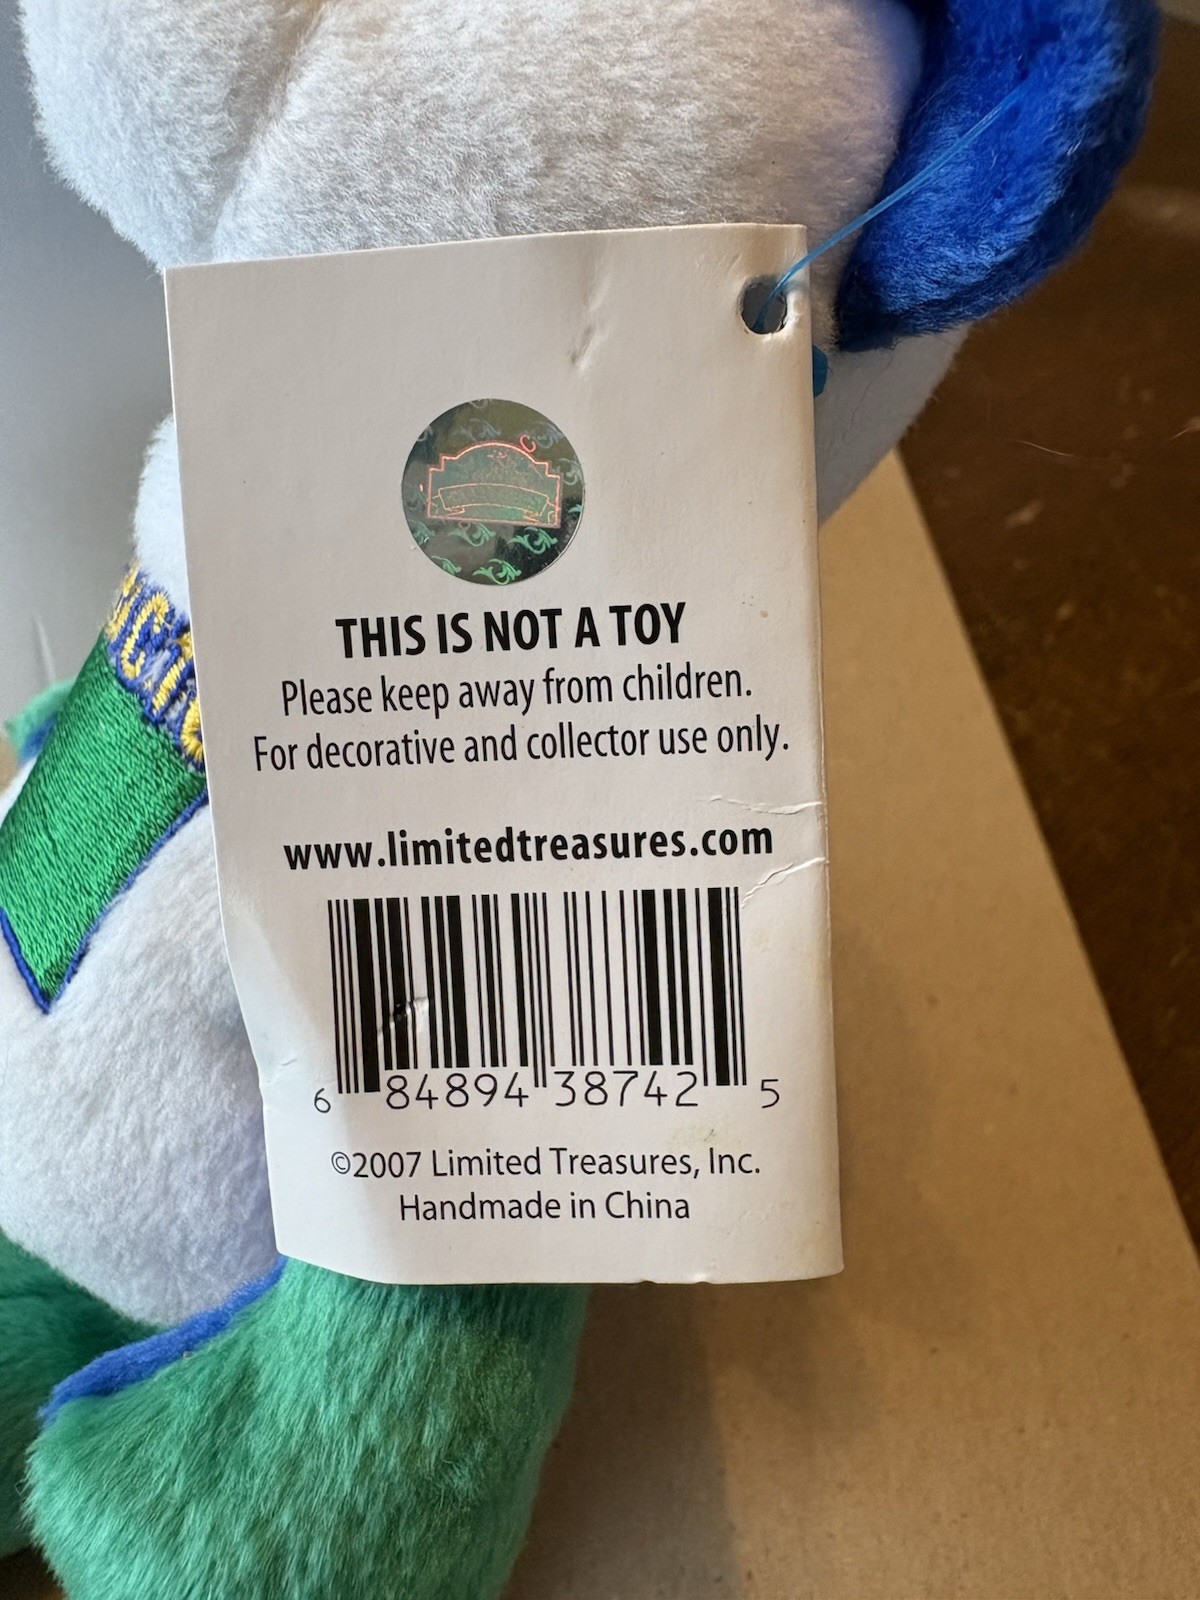 THIS IS NOT A TOY
Please keep away from children.
For decorative and collector use only.
www.limitedtreasures.com
6 84894 38742 5
©2007 Limited Treasures, Inc.
Handmade in China